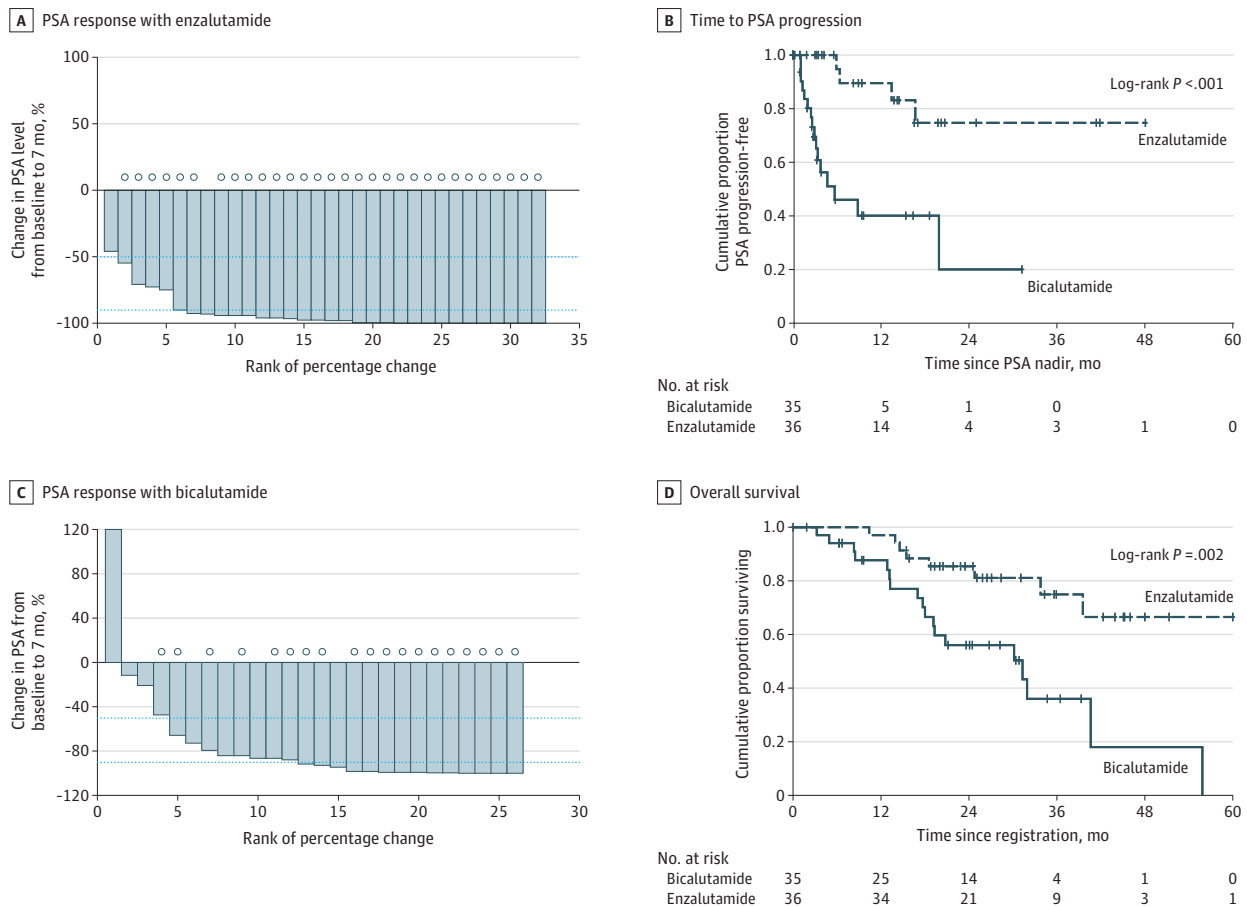 A PSA response with enzalutamide
100
50
0
-50
-100
Change in PSA level
from baseline to 7 mo, %
0 5 10 15 20 25 30 35
Rank of percentage change
B Time to PSA progression
1.0
0.8
0.6
0.4
0.2
0
Cumulative proportion
PSA progression-free
Log-rank P <.001
Enzalutamide
Bicalutamide
0 12 24 36 48 60
Time since PSA nadir, mo
No. at risk
Bicalutamide 35 5 1 0
Enzalutamide 36 14 4 3 1 0
C PSA response with bicalutamide
120
80
40
0
-40
-80
-120
Change in PSA from
baseline to 7 mo, %
0 5 10 15 20 25 30
Rank of percentage change
D Overall survival
1.0
0.8
0.6
0.4
0.2
0
Cumulative proportion surviving
Log-rank P =.002
Enzalutamide
Bicalutamide
0 12 24 36 48 60
Time since registration, mo
No. at risk
Bicalutamide 35 25 14 4 1 0
Enzalutamide 36 34 21 9 3 1